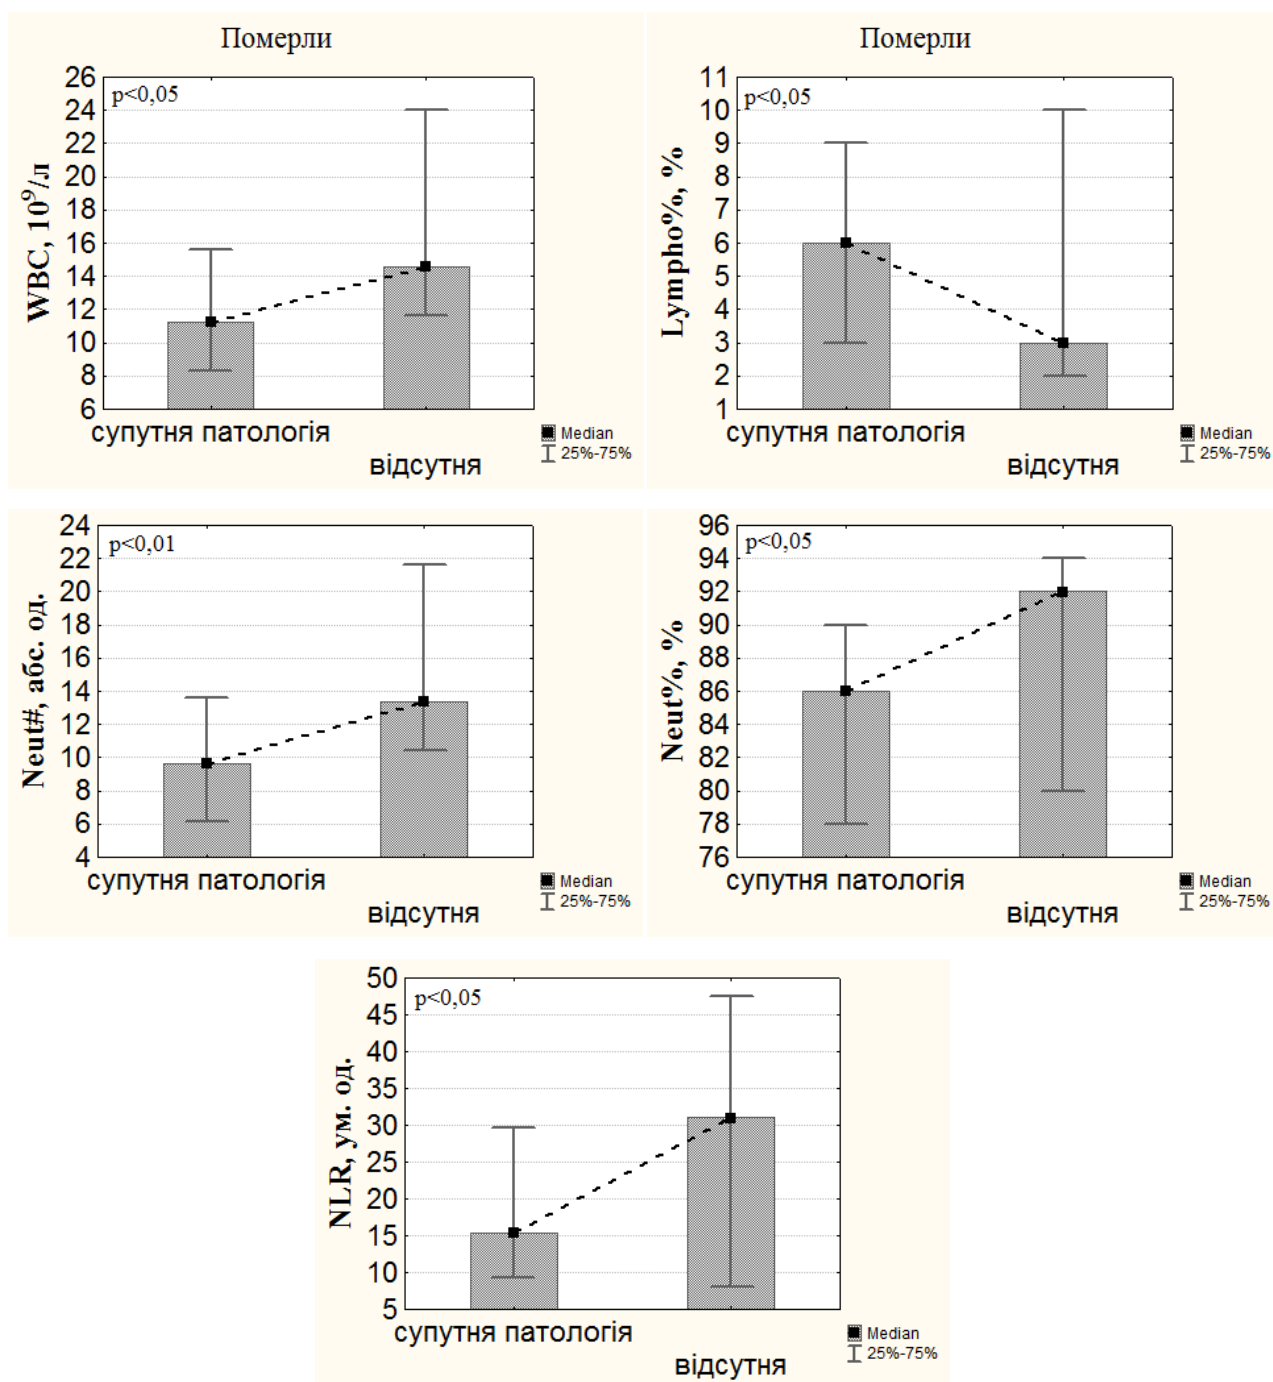 Померли
p<0,05
WBC, 10⁹/л
26
24
22
20
18
16
14
12
10
8
6
супутня патологія
відсутня
Median
25%-75%
Померли
p<0,05
Lympho%, %
11
10
9
8
7
6
5
4
3
2
1
супутня патологія
відсутня
Median
25%-75%
p<0,01
Neut#, абс. од.
24
22
20
18
16
14
12
10
8
6
4
супутня патологія
відсутня
Median
25%-75%
p<0,05
Neut%, %
96
94
92
90
88
86
84
82
80
78
76
супутня патологія
відсутня
Median
25%-75%
p<0,05
NLR, ум. од.
50
45
40
35
30
25
20
15
10
5
супутня патологія
відсутня
Median
25%-75%